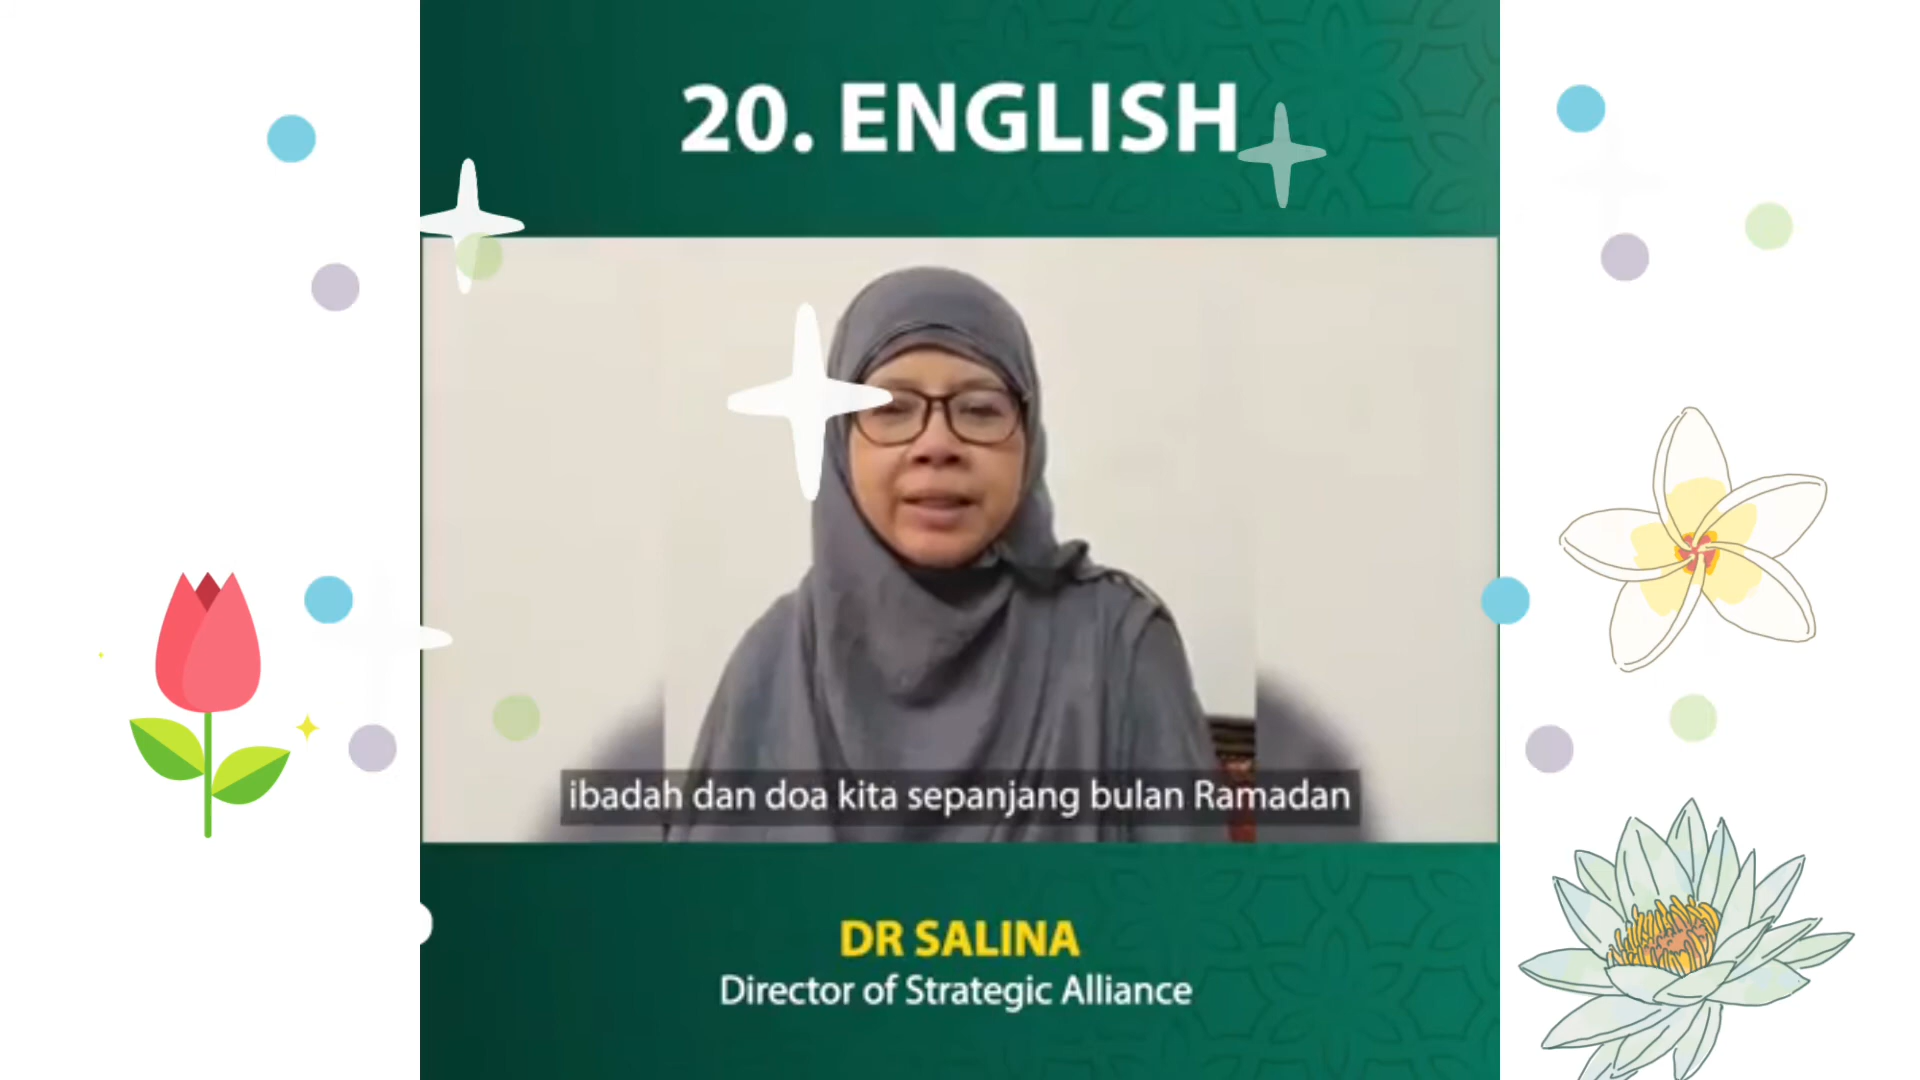 20. ENGLISH
ibadah dan doa kita sepanjang bulan Ramadan
DR SALINA
Director of Strategic Alliance